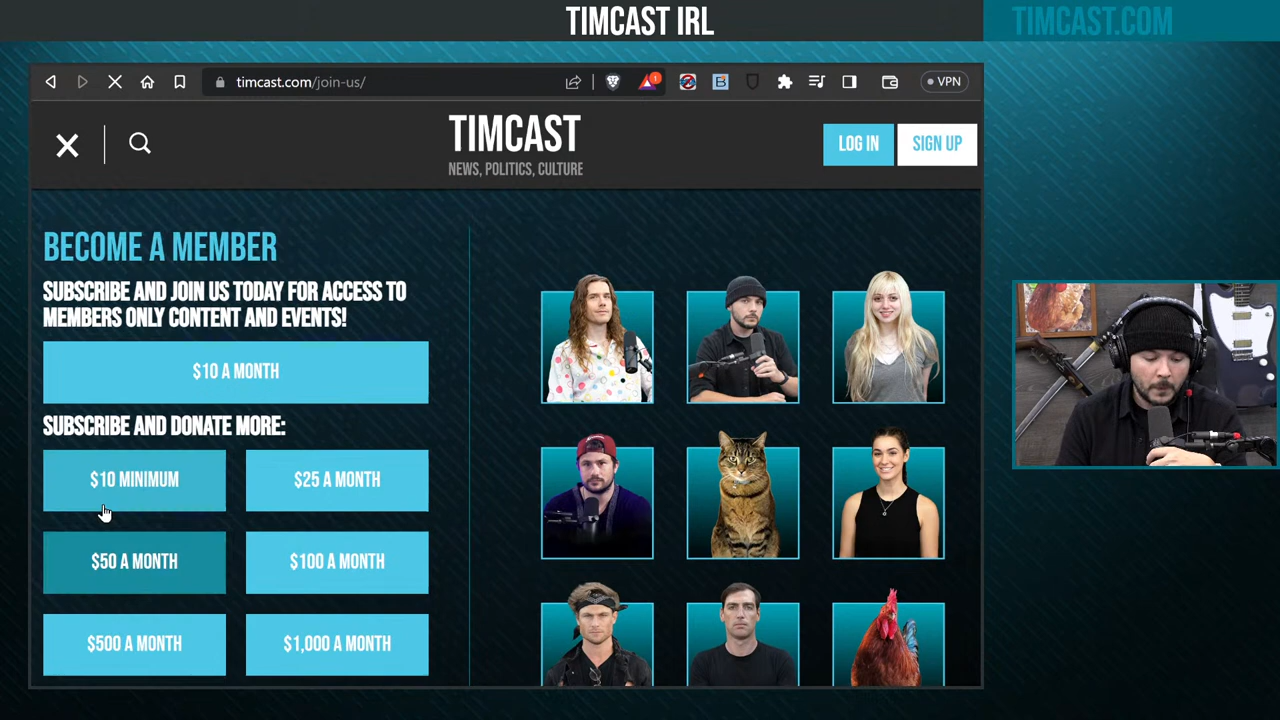 TIMCAST IRL
TIMCAST.COM
timcast.com/join-us/
1
VPN
TIMCAST
NEWS, POLITICS, CULTURE
LOG IN
SIGN UP
BECOME A MEMBER
SUBSCRIBE AND JOIN US TODAY FOR ACCESS TO
MEMBERS ONLY CONTENT AND EVENTS!
$10 A MONTH
SUBSCRIBE AND DONATE MORE:
$10 MINIMUM
$25 A MONTH
$50 A MONTH
$100 A MONTH
$500 A MONTH
$1,000 A MONTH